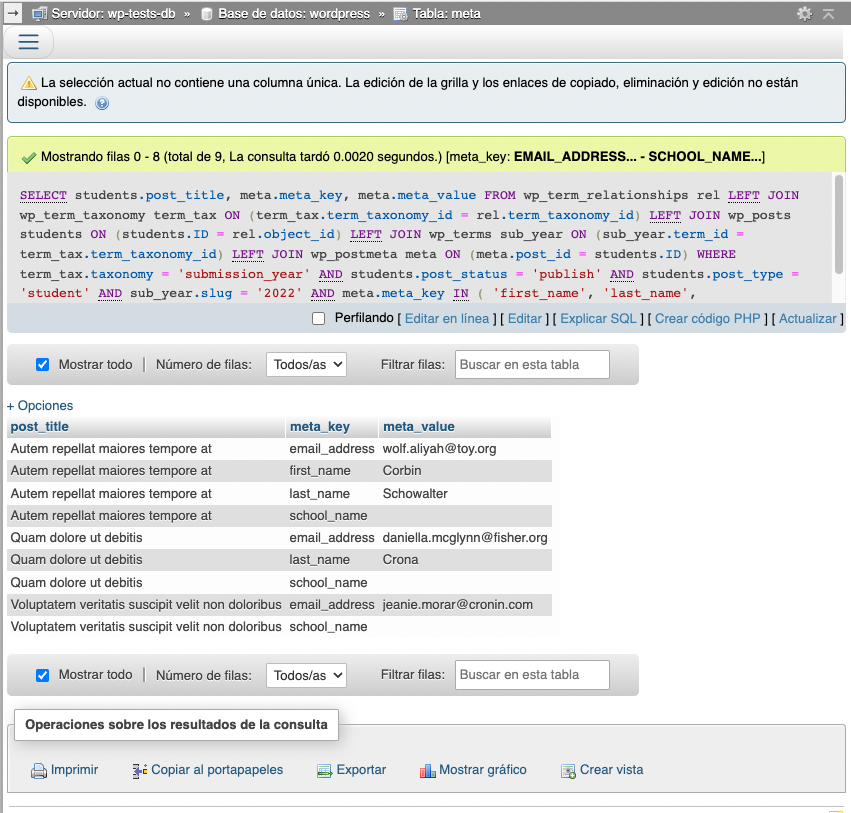 → Servidor: wp-tests-db » Base de datos: wordpress » Tabla: meta
La selección actual no contiene una columna única. La edición de la grilla y los enlaces de copiado, eliminación y edición no están
disponibles.
Mostrando filas 0 - 8 (total de 9, La consulta tardó 0.0020 segundos.) [meta_key: EMAIL_ADDRESS... - SCHOOL_NAME...]
SELECT students.post_title, meta.meta_key, meta.meta_value FROM wp_term_relationships rel LEFT JOIN
wp_term_taxonomy term_tax ON (term_tax.term_taxonomy_id = rel.term_taxonomy_id) LEFT JOIN wp_posts
students ON (students.ID = rel.object_id) LEFT JOIN wp_terms sub_year ON (sub_year.term_id =
term_tax.term_taxonomy_id) LEFT JOIN wp_postmeta meta ON (meta.post_id = students.ID) WHERE
term_tax.taxonomy = 'submission_year' AND students.post_status = 'publish' AND students.post_type =
'student' AND sub_year.slug = '2022' AND meta.meta_key IN ( 'first_name', 'last_name',
Perfilando [ Editar en línea ] [ Editar ] [ Explicar SQL ] [ Crear código PHP ] [ Actualizar ]
Mostrar todo | Número de filas: Todos/as Filtrar filas: Buscar en esta tabla
+ Opciones
post_title meta_key meta_value
Autem repellat maiores tempore at email_address wolf.aliyah@toy.org
Autem repellat maiores tempore at first_name Corbin
Autem repellat maiores tempore at last_name Schowalter
Autem repellat maiores tempore at school_name
Quam dolore ut debitis email_address daniella.mcglynn@fisher.org
Quam dolore ut debitis last_name Crona
Quam dolore ut debitis school_name
Voluptatem veritatis suscipit velit non doloribus email_address jeanie.morar@cronin.com
Voluptatem veritatis suscipit velit non doloribus school_name
Mostrar todo | Número de filas: Todos/as Filtrar filas: Buscar en esta tabla
Operaciones sobre los resultados de la consulta
Imprimir Copiar al portapapeles Exportar Mostrar gráfico Crear vista